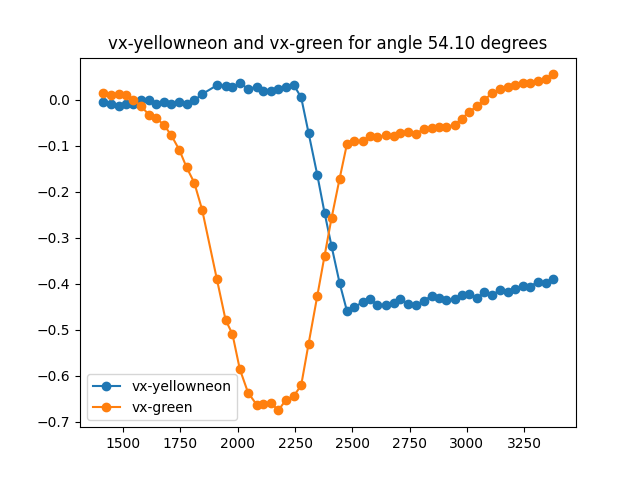 vx-yellowneon and vx-green for angle 54.10 degrees
0.0
−0.1
−0.2
−0.3
−0.4
−0.5
−0.6
−0.7
vx-yellowneon
vx-green
1500 1750 2000 2250 2500 2750 3000 3250